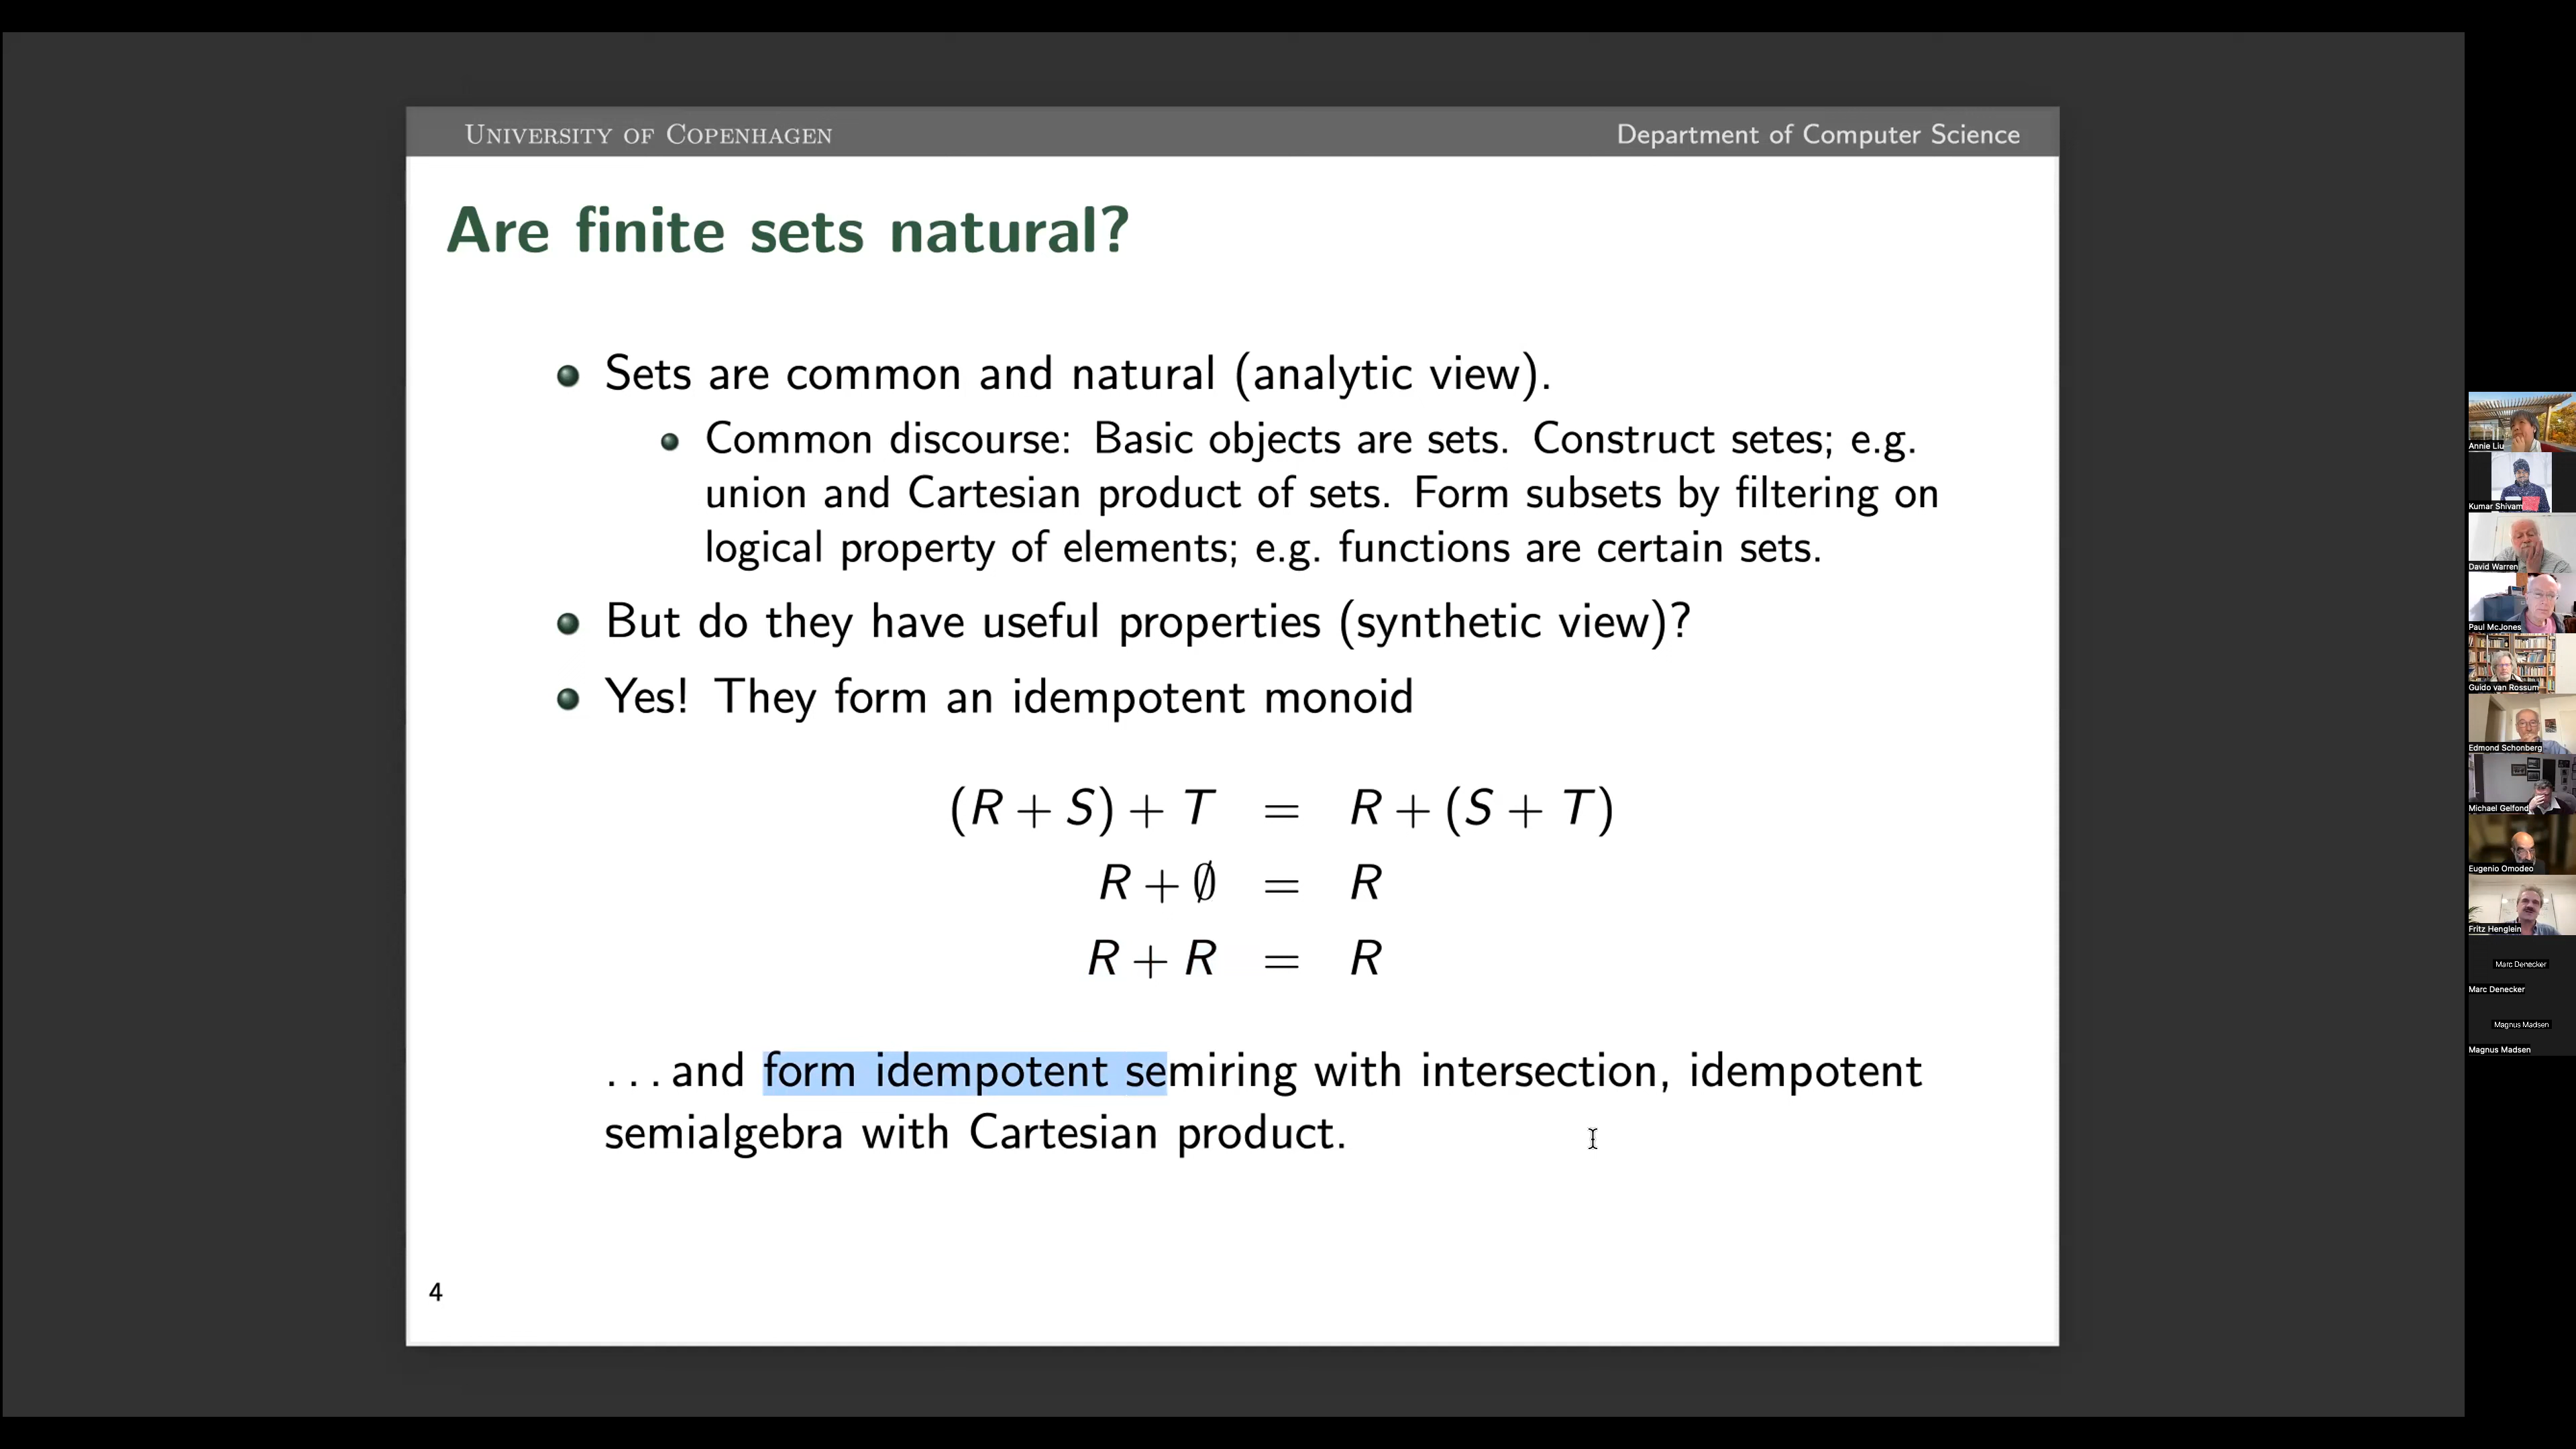 University of Copenhagen
Department of Computer Science
Are finite sets natural?
Sets are common and natural (analytic view).
Common discourse: Basic objects are sets. Construct setes; e.g.
union and Cartesian product of sets. Form subsets by filtering on
logical property of elements; e.g. functions are certain sets.
But do they have useful properties (synthetic view)?
Yes! They form an idempotent monoid
(R + S) + T = R + (S + T)
R + ∅ = R
R + R = R
...and form idempotent semiring with intersection, idempotent
semialgebra with Cartesian product.
4
Annie Liu
Kumar Shivam
David Warren
Paul McJones
Guido van Rossum
Edmond Schonberg
Michael Gelfond
Eugenio Omodeo
Fritz Henglein
Marc Denecker
Marc Denecker
Magnus Madsen
Magnus Madsen